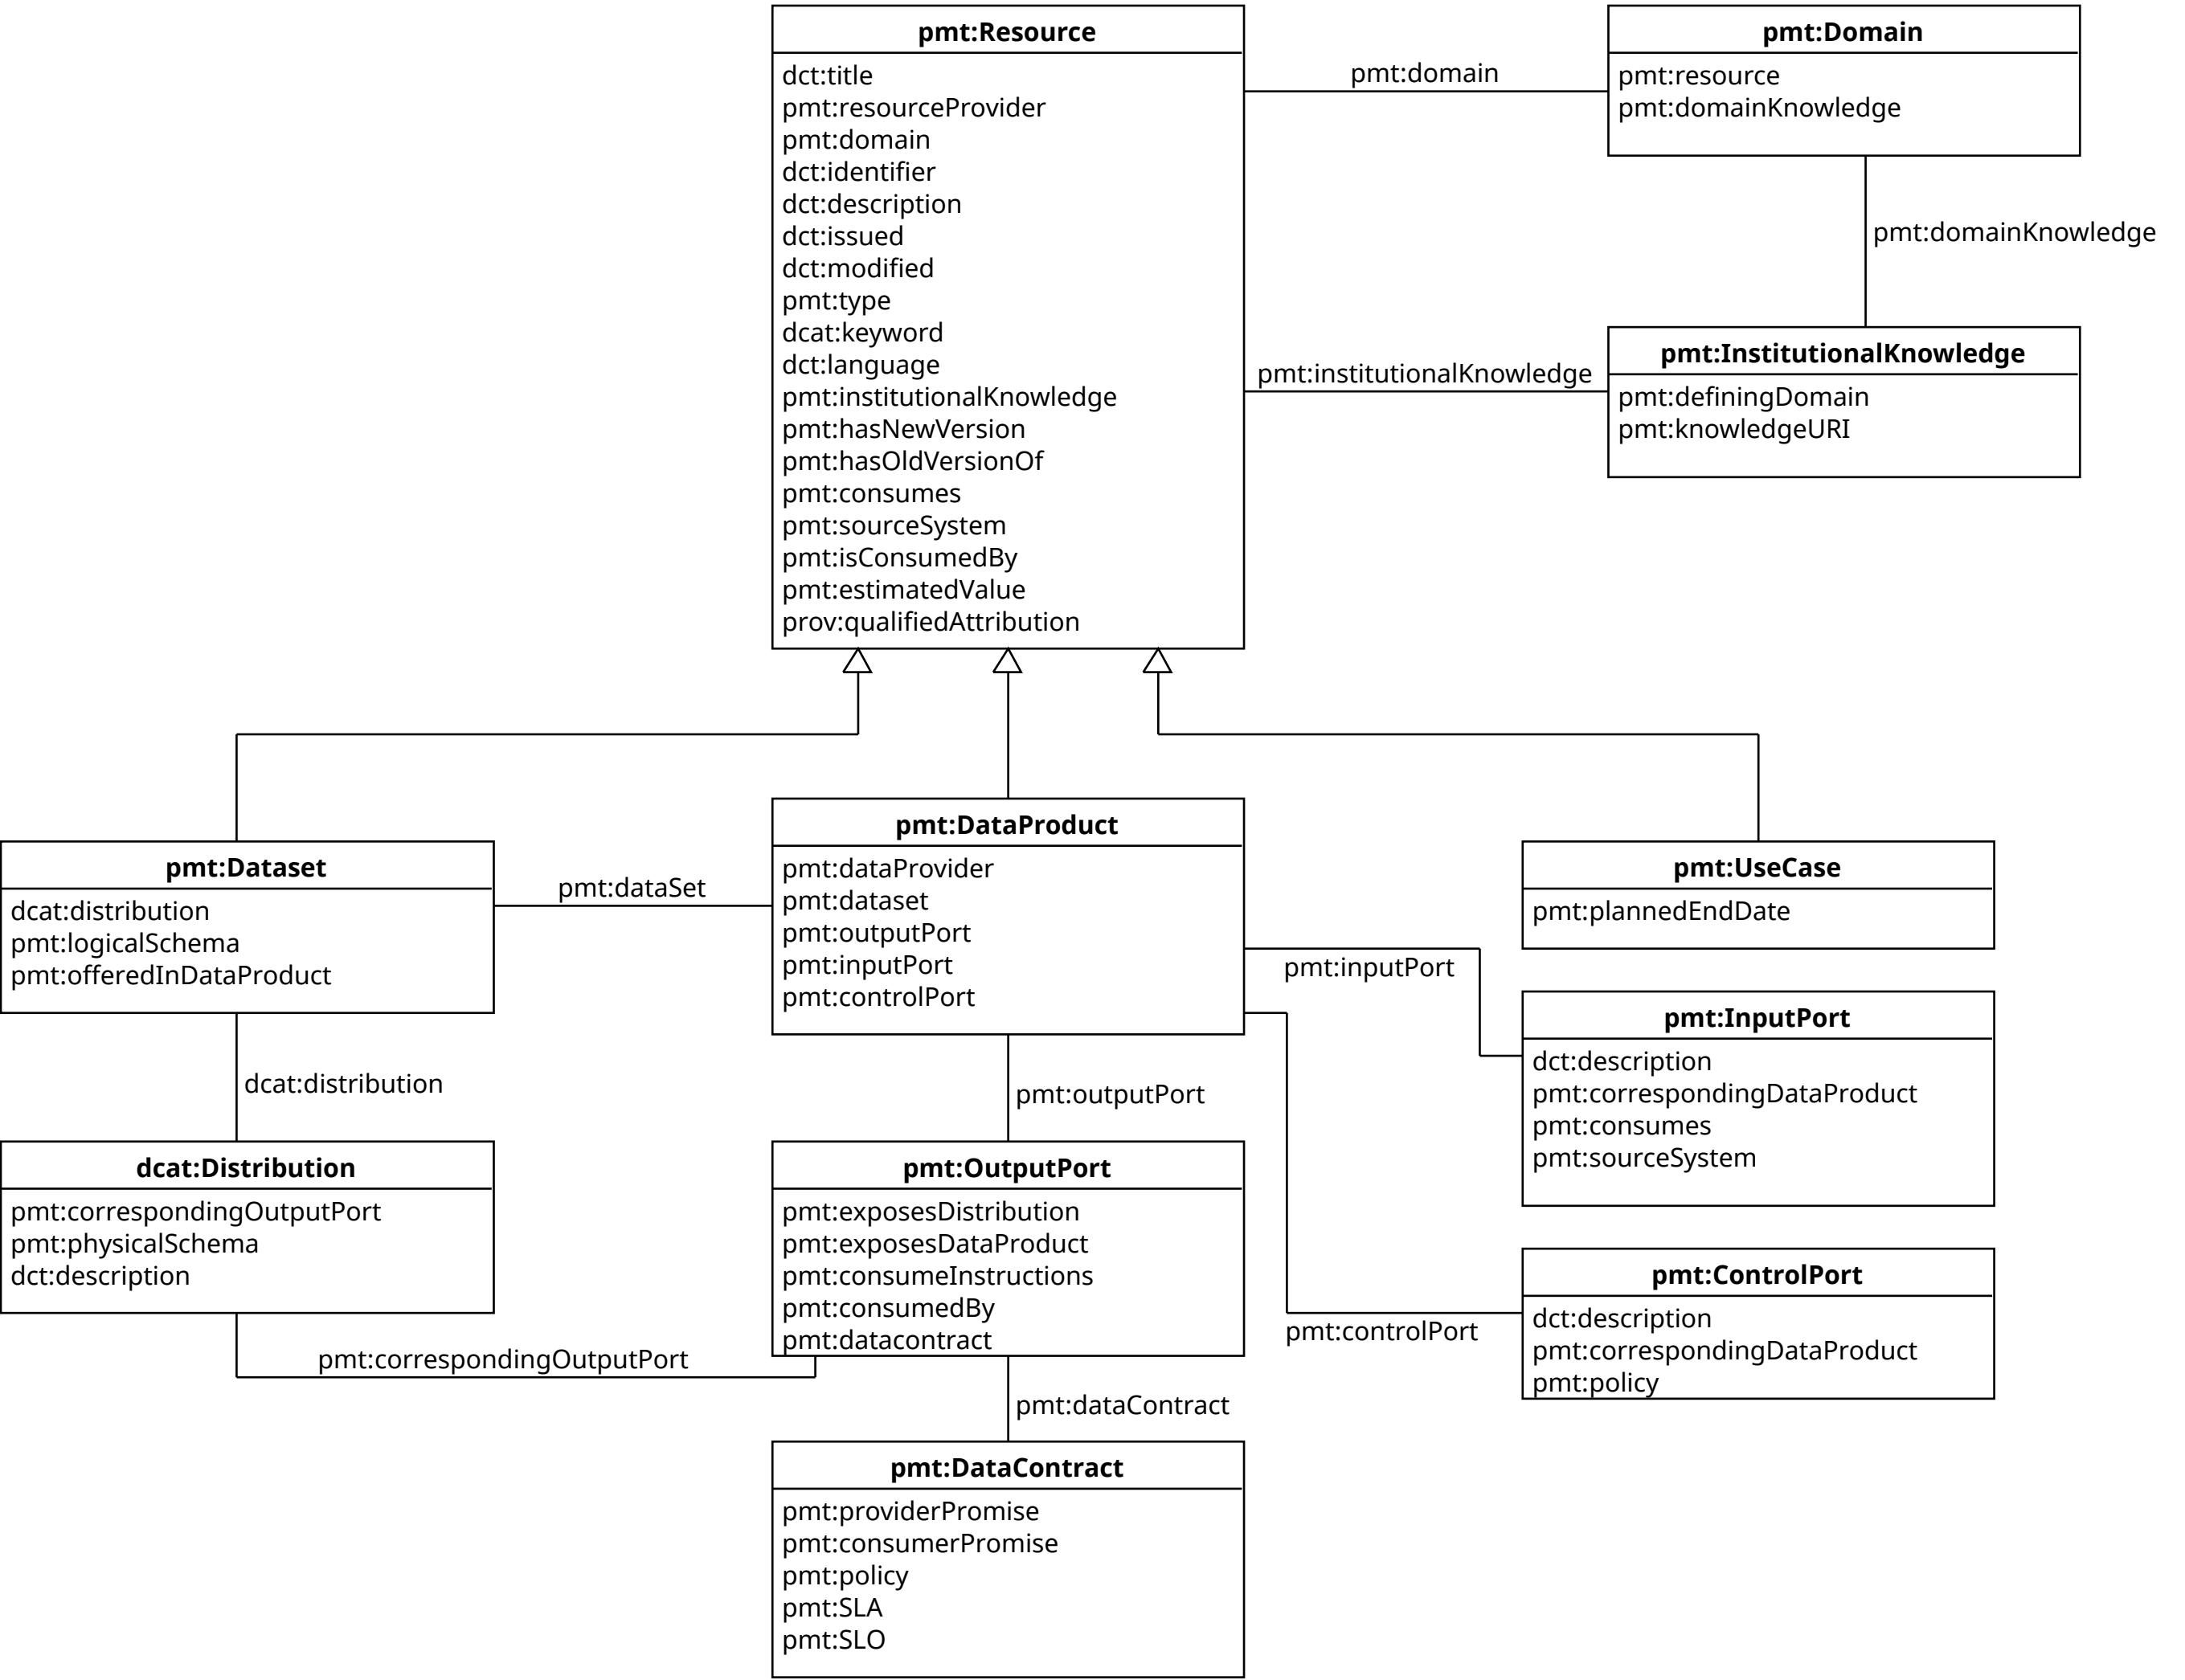 pmt:Resource
dct:title
pmt:resourceProvider
pmt:domain
dct:identifier
dct:description
dct:issued
dct:modified
pmt:type
dcat:keyword
dct:language
pmt:institutionalKnowledge
pmt:hasNewVersion
pmt:hasOldVersionOf
pmt:consumes
pmt:sourceSystem
pmt:isConsumedBy
pmt:estimatedValue
prov:qualifiedAttribution
pmt:domain
pmt:Domain
pmt:resource
pmt:domainKnowledge
pmt:domainKnowledge
pmt:institutionalKnowledge
pmt:InstitutionalKnowledge
pmt:definingDomain
pmt:knowledgeURI
pmt:Dataset
dcat:distribution
pmt:logicalSchema
pmt:offeredInDataProduct
pmt:dataSet
pmt:DataProduct
pmt:dataProvider
pmt:dataset
pmt:outputPort
pmt:inputPort
pmt:controlPort
pmt:UseCase
pmt:plannedEndDate
pmt:inputPort
pmt:InputPort
dct:description
pmt:correspondingDataProduct
pmt:consumes
pmt:sourceSystem
dcat:distribution
pmt:outputPort
dcat:Distribution
pmt:correspondingOutputPort
pmt:physicalSchema
dct:description
pmt:OutputPort
pmt:exposesDistribution
pmt:exposesDataProduct
pmt:consumeInstructions
pmt:consumedBy
pmt:datacontract
pmt:controlPort
pmt:ControlPort
dct:description
pmt:correspondingDataProduct
pmt:policy
pmt:correspondingOutputPort
pmt:dataContract
pmt:DataContract
pmt:providerPromise
pmt:consumerPromise
pmt:policy
pmt:SLA
pmt:SLO